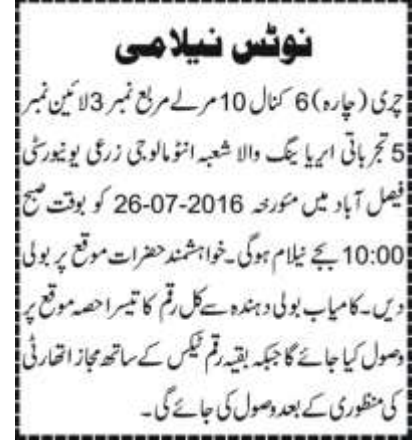 نوٹس نیلامی
چری (چارہ) 6 کنال 10 مرلے مربع نمبر 3 لائین نمبر
5 تجرباتی ایریا ینگ والا شعبہ انٹومالوجی زرعی یونیورسٹی
فیصل آباد میں مئورخہ 2016-07-26 کو بوقت صبح
10:00 بجے نیلام ہوگی۔ خواہشمند حضرات موقع پر بولی
دیں۔ کامیاب بولی دہندہ سے کل رقم کا تیسرا حصہ موقع پر
وصول کیا جائے گا جبکہ بقیہ رقم ٹیکس کے ساتھ مجاز اتھارٹی
کی منظوری کے بعد وصول کی جائے گی۔